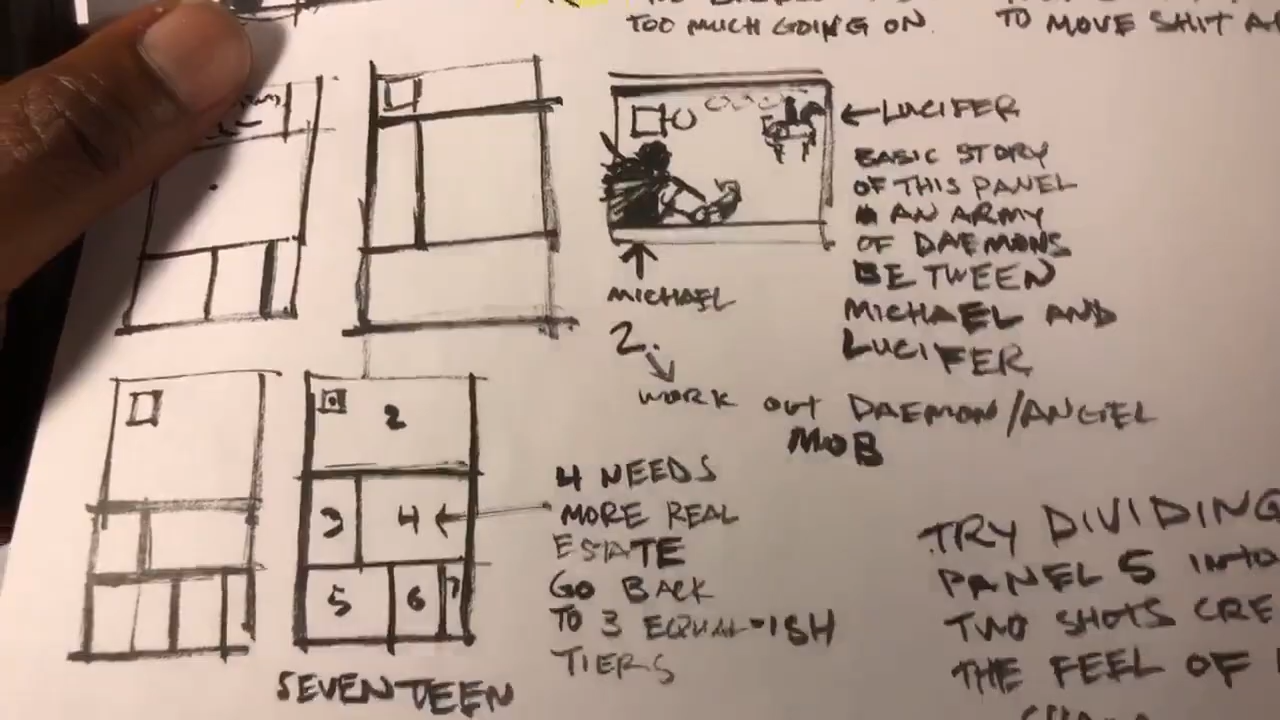 TOO MUCH GOING ON.
TO MOVE SHIT
←LUCIFER
BASIC STORY
OF THIS PANEL
AN ARMY
OF DAEMONS
BETWEEN
MICHAEL AND
LUCIFER
MICHAEL
2.
WORK OUT DAEMON/ANGEL
MOB
2
3 4
5 6 7
4 NEEDS
MORE REAL
ESTATE
GO BACK
TO 3 EQUAL-ISH
TIERS
SEVENTEEN
TRY DIVIDING
PANEL 5 INTO
TWO SHOTS CRE
THE FEEL OF